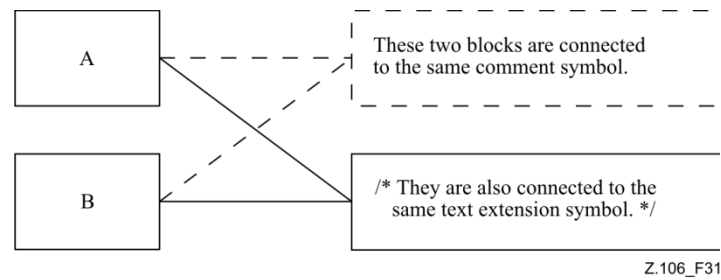 A
These two blocks are connected
to the same comment symbol.
B
/* They are also connected to the
same text extension symbol. */
Z.106_F31